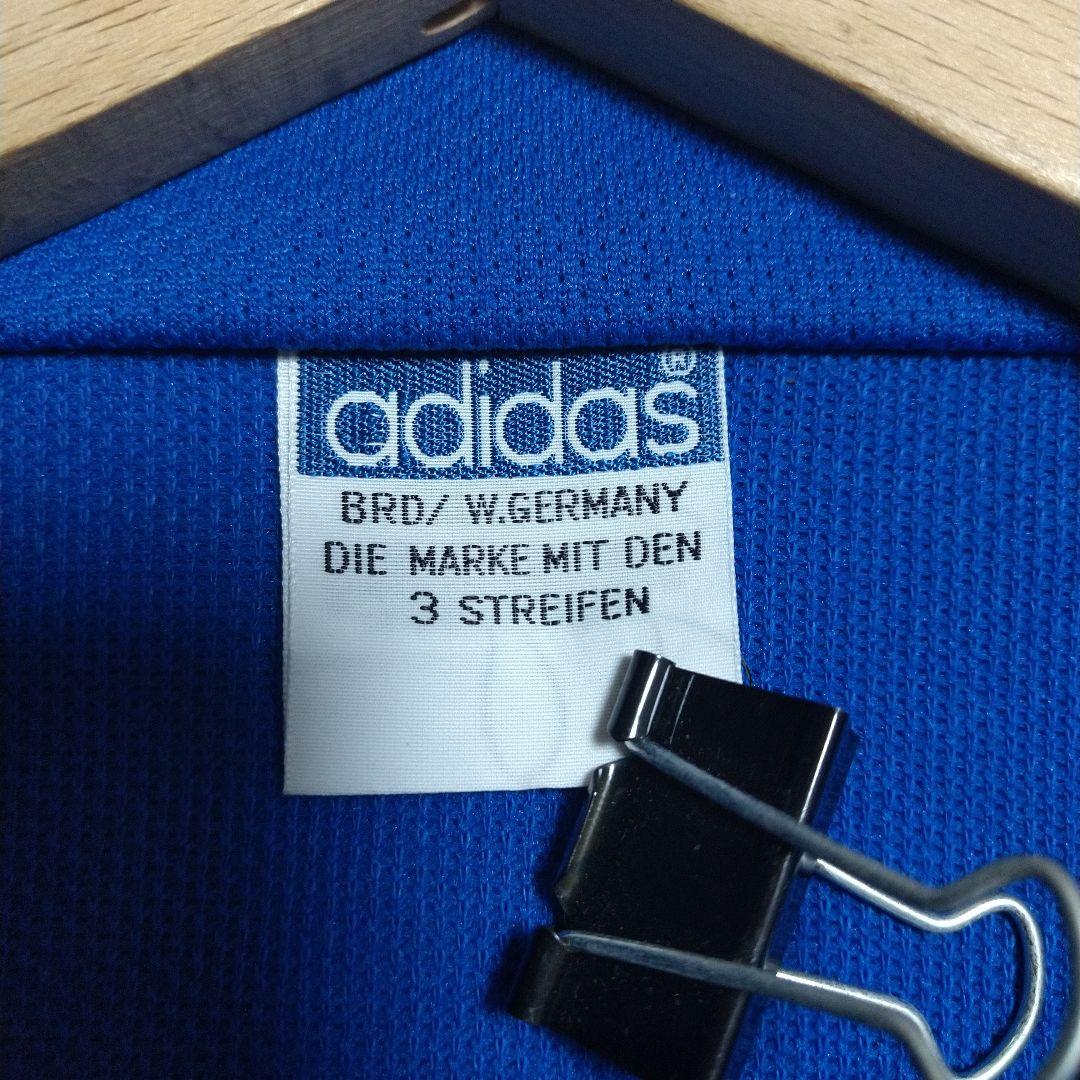 adidas®
BRD/ W.GERMANY
DIE MARKE MIT DEN
3 STREIFEN